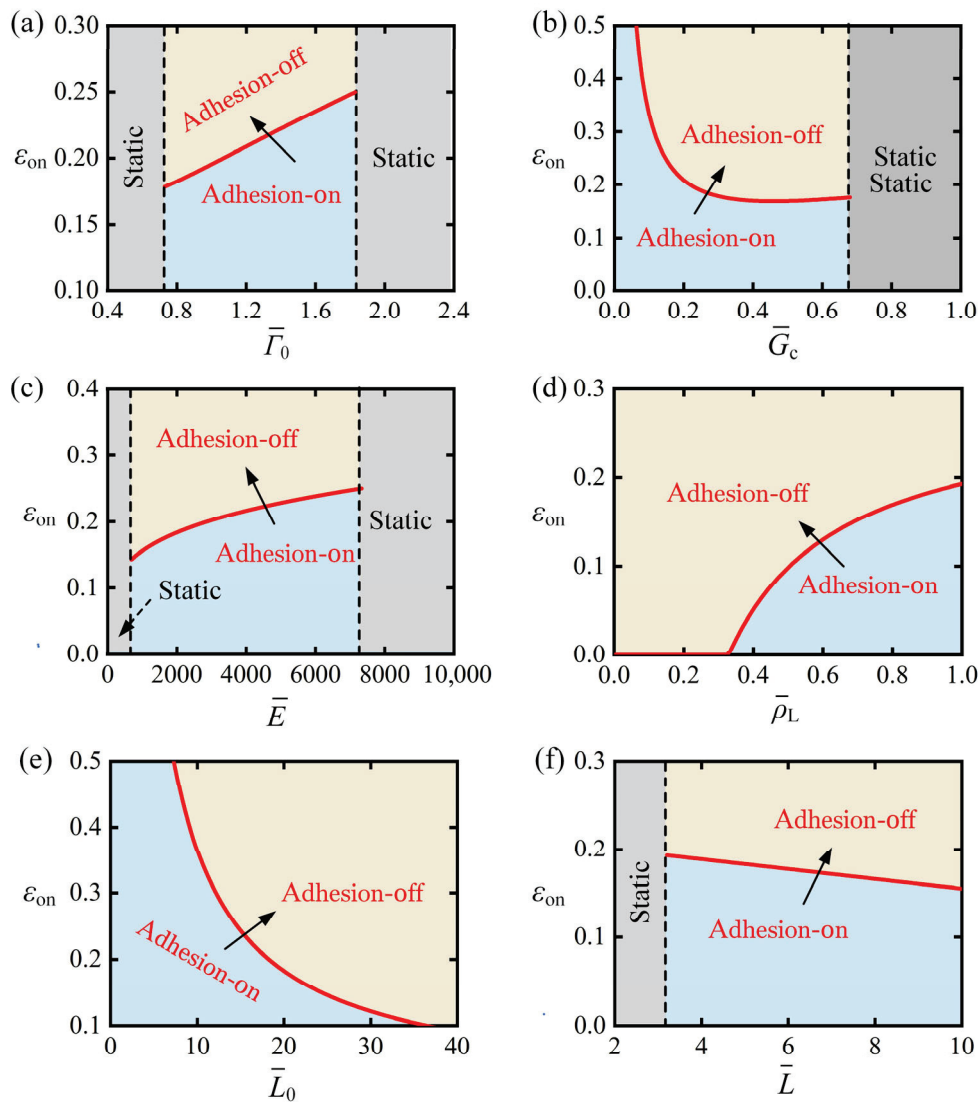 (a)
0.30
0.25
0.20
0.15
0.10
εon
Static
Adhesion-off
Adhesion-on
Static
0.4 0.8 1.2 1.6 2.0 2.4
Γ̅0
(b)
0.5
0.4
0.3
0.2
0.1
0.0
εon
Adhesion-off
Adhesion-on
Static
Static
0.0 0.2 0.4 0.6 0.8 1.0
G̅c
(c)
0.4
0.3
0.2
0.1
0.0
εon
Adhesion-off
Adhesion-on
Static
Static
0 2000 4000 6000 8000 10,000
E̅
(d)
0.3
0.2
0.1
0.0
εon
Adhesion-off
Adhesion-on
0.0 0.2 0.4 0.6 0.8 1.0
ρ̅L
(e)
0.5
0.4
0.3
0.2
0.1
εon
Adhesion-off
Adhesion-on
0 10 20 30 40
L̅0
(f)
0.3
0.2
0.1
0.0
εon
Static
Adhesion-off
Adhesion-on
2 4 6 8 10
L̅